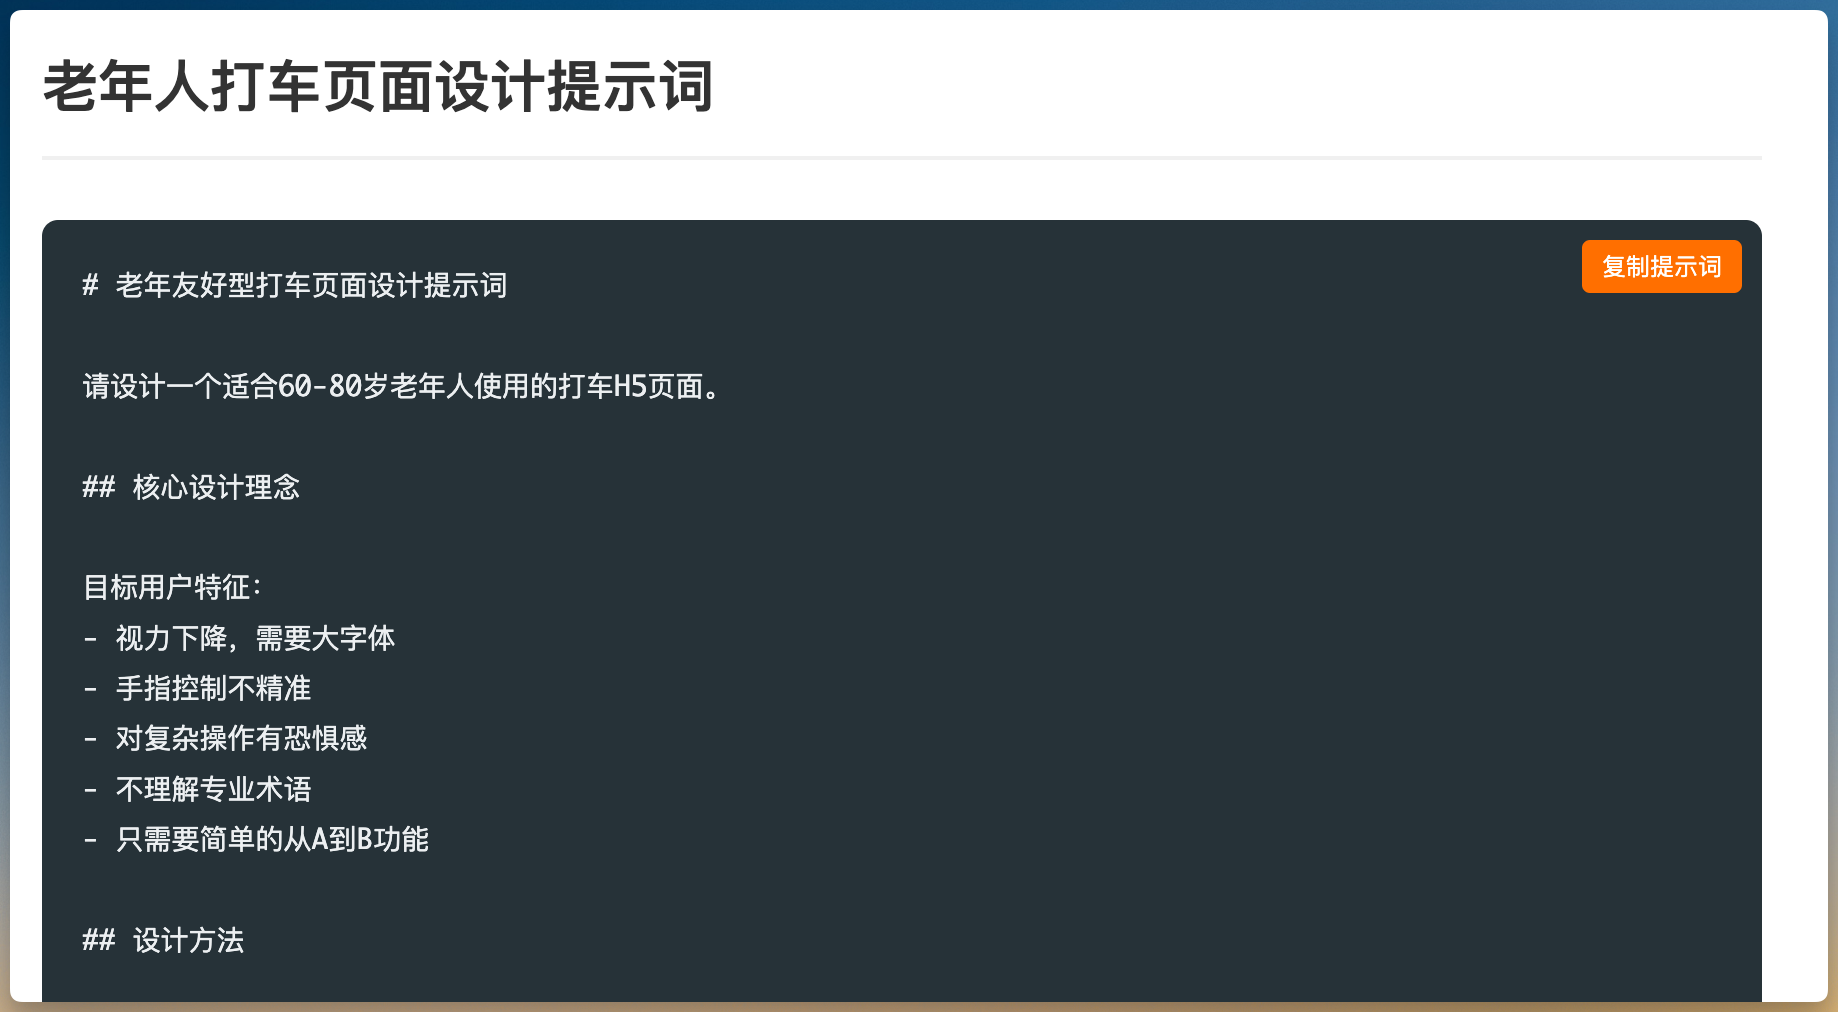 老年人打车页面设计提示词
复制提示词
# 老年友好型打车页面设计提示词
请设计一个适合60-80岁老年人使用的打车H5页面。
## 核心设计理念
目标用户特征：
- 视力下降，需要大字体
- 手指控制不精准
- 对复杂操作有恐惧感
- 不理解专业术语
- 只需要简单的从A到B功能
## 设计方法